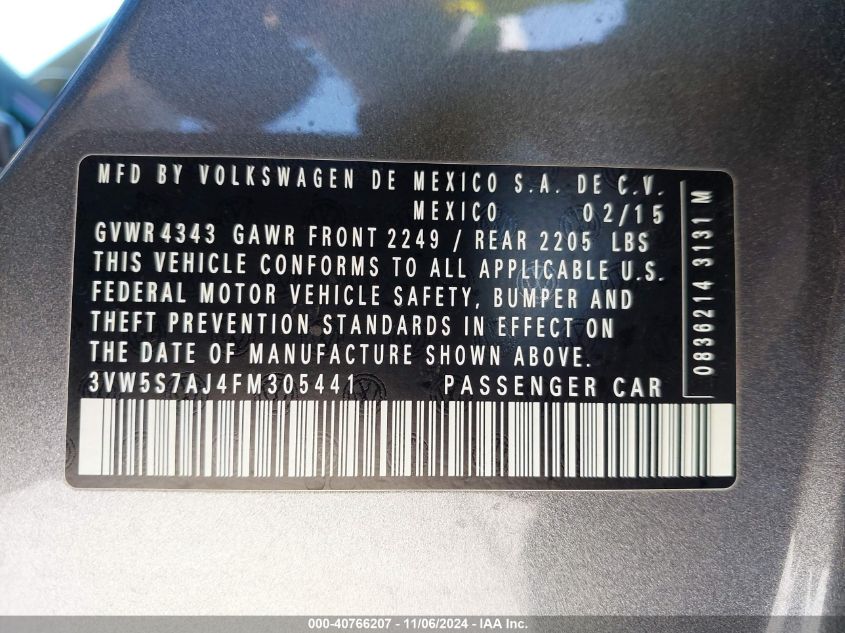 MFD BY VOLKSWAGEN DE MEXICO S.A. DE C.V.
MEXICO 02/15
GVWR 4343 GAWR FRONT 2249 / REAR 2205 LBS
THIS VEHICLE CONFORMS TO ALL APPLICABLE U.S.
FEDERAL MOTOR VEHICLE SAFETY, BUMPER AND
THEFT PREVENTION STANDARDS IN EFFECT ON
THE DATE OF MANUFACTURE SHOWN ABOVE.
3VW5S7AJ4FM305441 PASSENGER CAR
0836214 3131 M
000-40766207 - 11/06/2024 - IAA Inc.